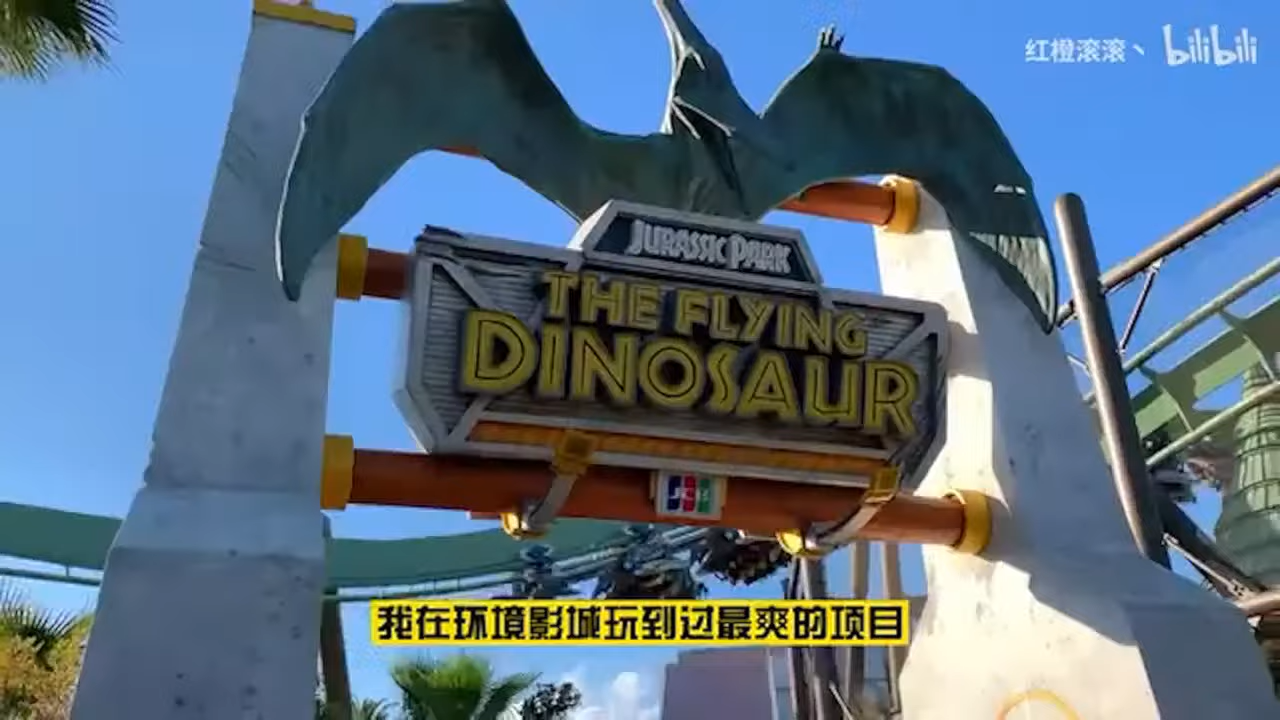 红橙滚滚丶 bilibili
JURASSIC PARK
THE FLYING
DINOSAUR
JCB
我在环境影城玩到过最爽的项目